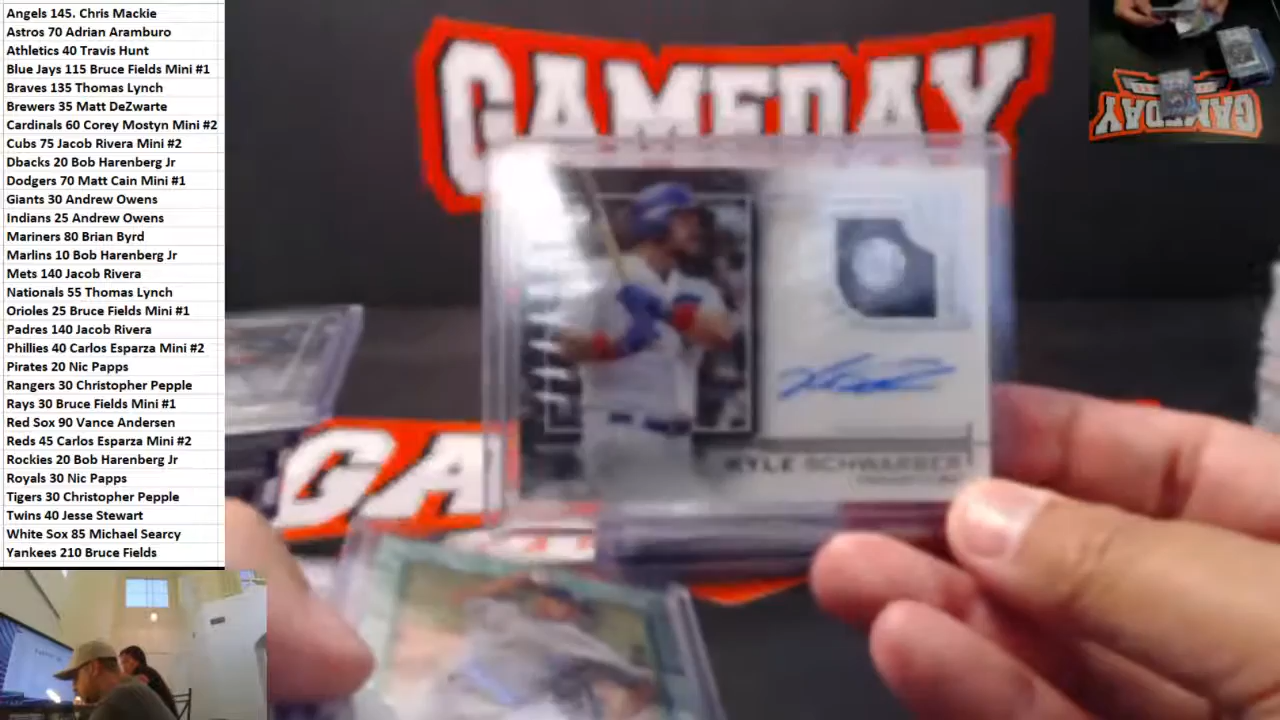 Angels 145. Chris Mackie
Astros 70 Adrian Aramburo
Athletics 40 Travis Hunt
Blue Jays 115 Bruce Fields Mini #1
Braves 135 Thomas Lynch
Brewers 35 Matt DeZwarte
Cardinals 60 Corey Mostyn Mini #2
Cubs 75 Jacob Rivera Mini #2
Dbacks 20 Bob Harenberg Jr
Dodgers 70 Matt Cain Mini #1
Giants 30 Andrew Owens
Indians 25 Andrew Owens
Mariners 80 Brian Byrd
Marlins 10 Bob Harenberg Jr
Mets 140 Jacob Rivera
Nationals 55 Thomas Lynch
Orioles 25 Bruce Fields Mini #1
Padres 140 Jacob Rivera
Phillies 40 Carlos Esparza Mini #2
Pirates 20 Nic Papps
Rangers 30 Christopher Pepple
Rays 30 Bruce Fields Mini #1
Red Sox 90 Vance Andersen
Reds 45 Carlos Esparza Mini #2
Rockies 20 Bob Harenberg Jr
Royals 30 Nic Papps
Tigers 30 Christopher Pepple
Twins 40 Jesse Stewart
White Sox 85 Michael Searcy
Yankees 210 Bruce Fields
GAMEDAY
KYLE SCHWARBER
GA
GAMEDAY